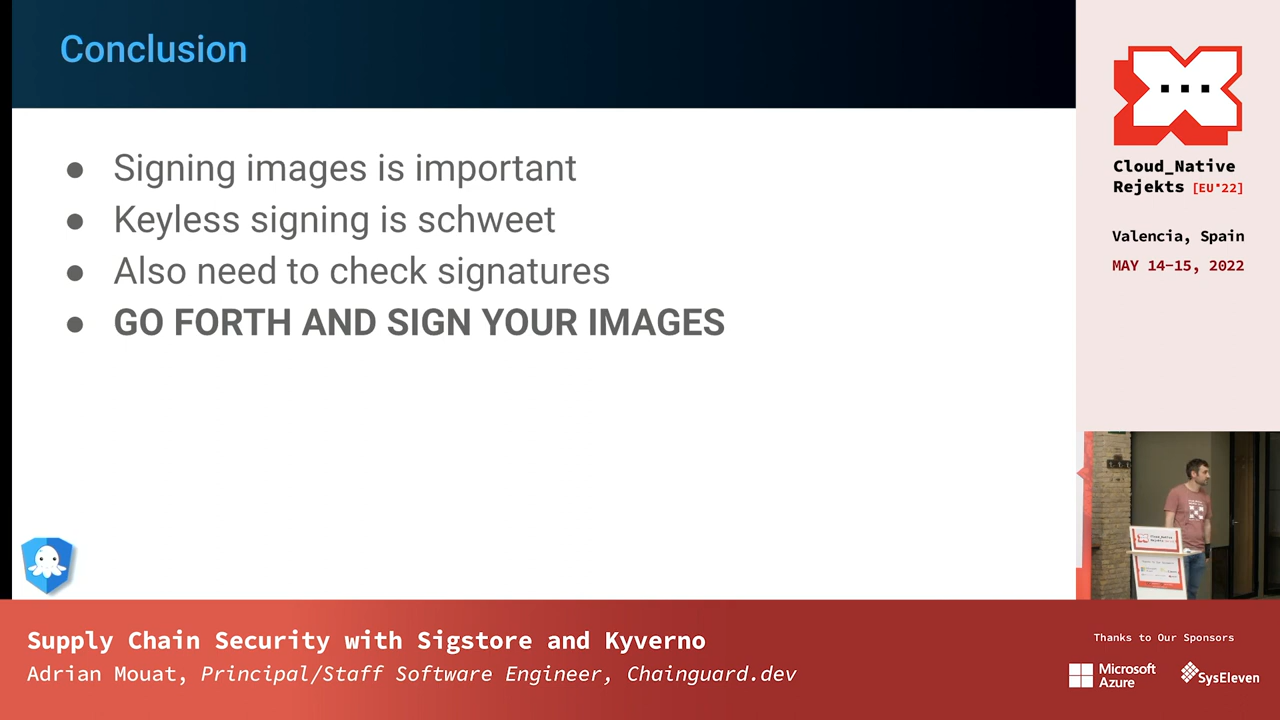 Conclusion
● Signing images is important
● Keyless signing is schweet
● Also need to check signatures
● GO FORTH AND SIGN YOUR IMAGES
Cloud_Native
Rejekts [EU'22]
Valencia, Spain
MAY 14-15, 2022
Supply Chain Security with Sigstore and Kyverno
Adrian Mouat, Principal/Staff Software Engineer, Chainguard.dev
Thanks to Our Sponsors
Microsoft
Azure
SysEleven